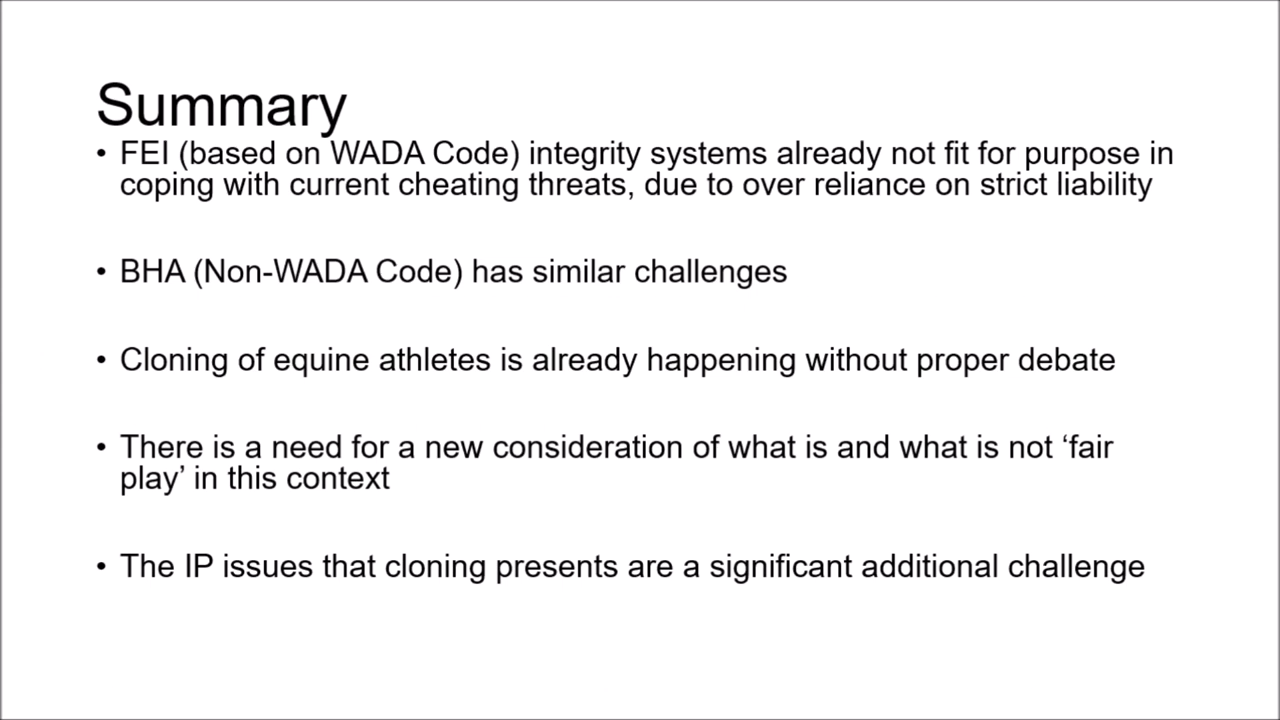 Summary
• FEI (based on WADA Code) integrity systems already not fit for purpose in
coping with current cheating threats, due to over reliance on strict liability
• BHA (Non-WADA Code) has similar challenges
• Cloning of equine athletes is already happening without proper debate
• There is a need for a new consideration of what is and what is not ‘fair
play’ in this context
• The IP issues that cloning presents are a significant additional challenge